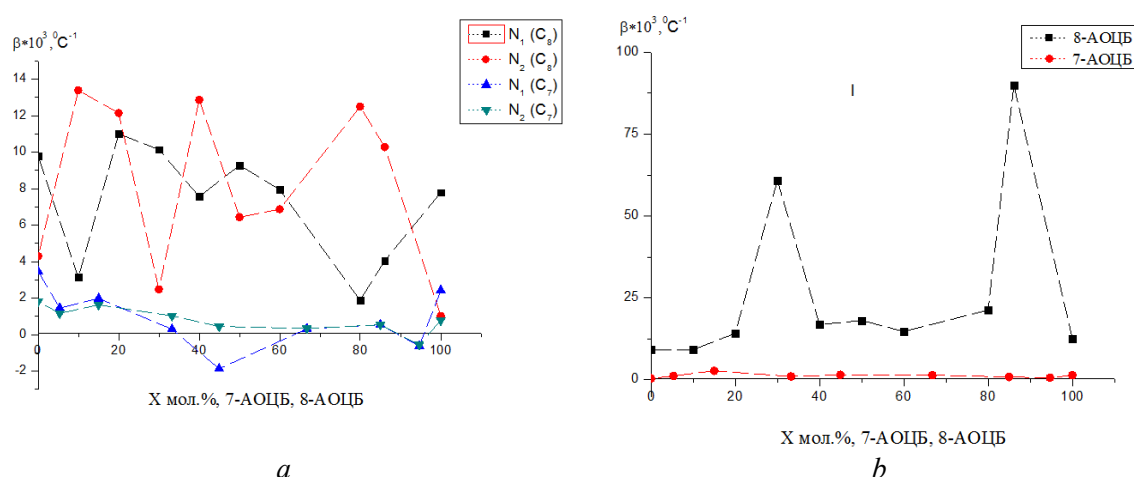 β*10³,⁰C⁻¹
N₁ (C₈)
N₂ (C₈)
N₁ (C₇)
N₂ (C₇)
14
12
10
8
6
4
2
0
-2
0 20 40 60 80 100
X мол.%, 7-АОЦБ, 8-АОЦБ
a
β*10³,⁰C⁻¹
8-АОЦБ
7-АОЦБ
I
100
75
50
25
0
0 20 40 60 80 100
X мол.%, 7-АОЦБ, 8-АОЦБ
b